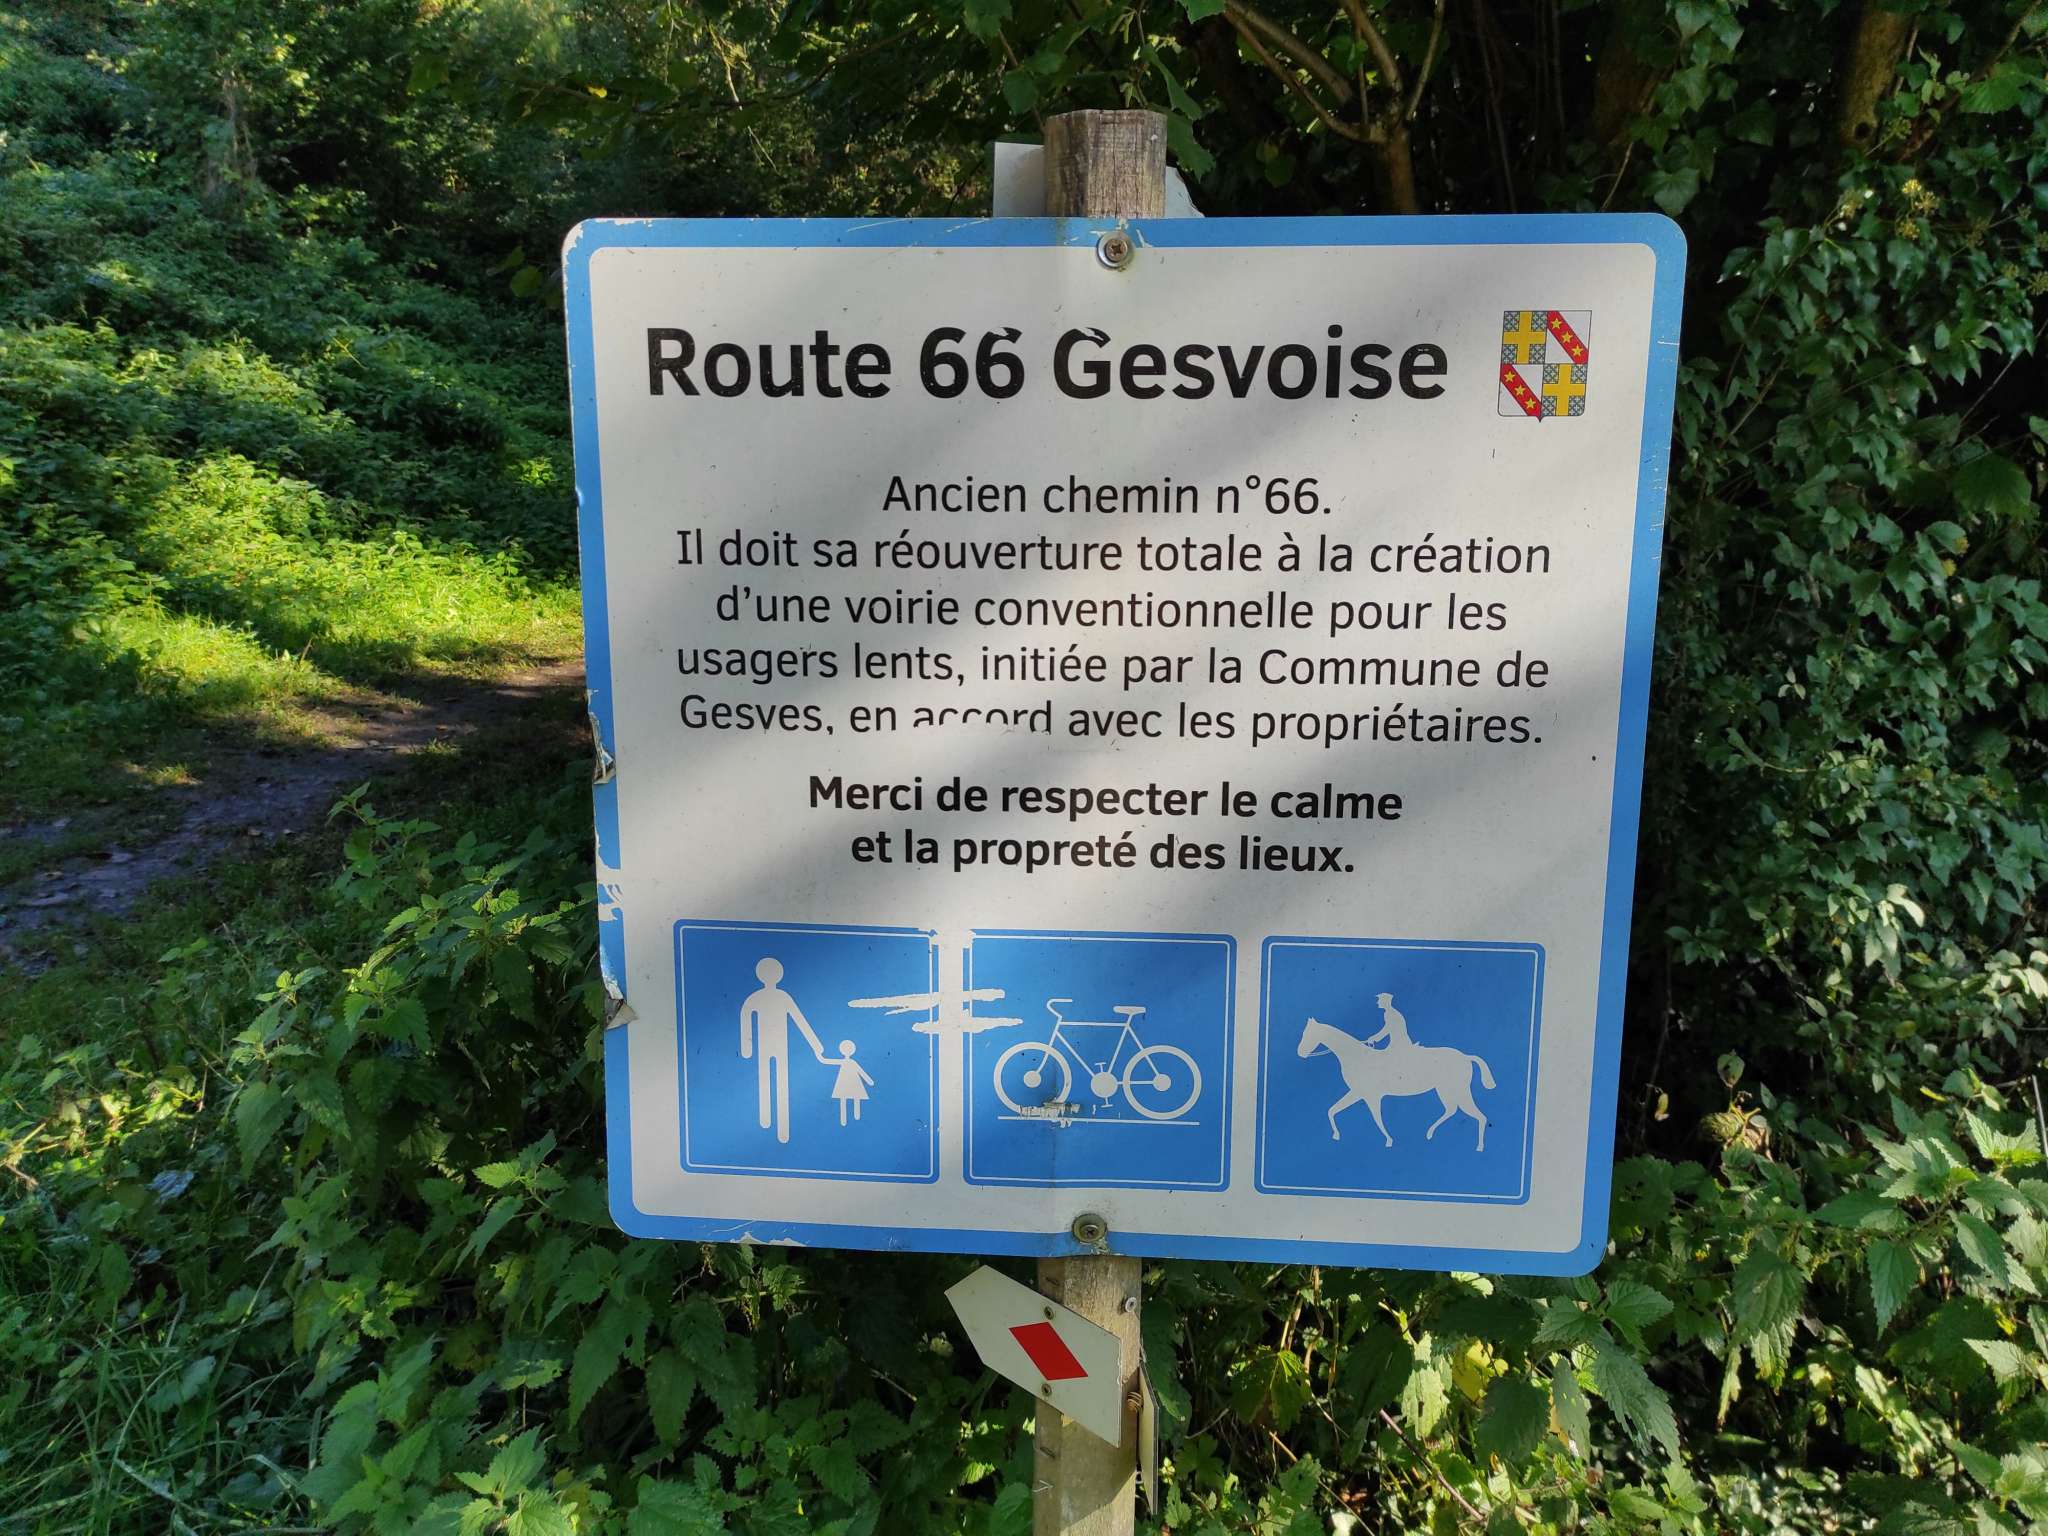 Route 66 Gesvoise
Ancien chemin n°66.
Il doit sa réouverture totale à la création
d'une voirie conventionnelle pour les
usagers lents, initiée par la Commune de
Gesves, en accord avec les propriétaires.
Merci de respecter le calme
et la propreté des lieux.